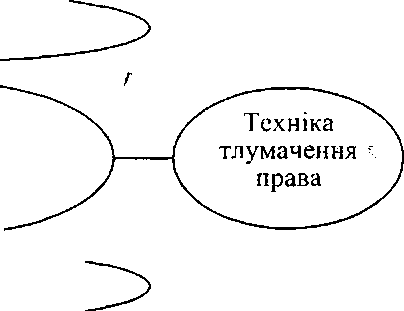 Техніка
тлумачення
права